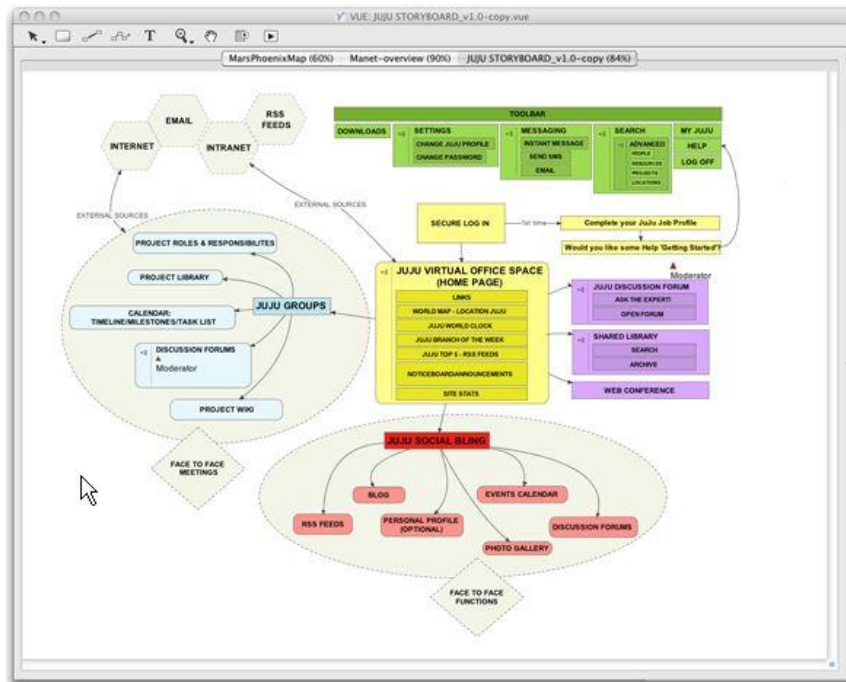 VUE: JUJU STORYBOARD_v1.0-copy.vue
T
MarsPhoenixMap (60%) Manet-overview (90%) JUJU STORYBOARD_v1.0-copy (84%)
INTERNET
EMAIL
INTRANET
RSS
FEEDS
TOOLBAR
DOWNLOADS
SETTINGS
CHANGE JUJU PROFILE
CHANGE PASSWORD
MESSAGING
INSTANT MESSAGE
SEND SMS
EMAIL
SEARCH
ADVANCED
PEOPLE
RESOURCES
PROJECTS
LOCATIONS
MY JUJU
HELP
LOG OFF
EXTERNAL SOURCES
EXTERNAL SOURCES
SECURE LOG IN
1st time
Complete your JuJu Job Profile
Would you like some Help 'Getting Started'?
Moderator
PROJECT ROLES & RESPONSIBILITES
PROJECT LIBRARY
CALENDAR:
TIMELINE/MILESTONES/TASK LIST
JUJU GROUPS
DISCUSSION FORUMS
Moderator
PROJECT WIKI
FACE TO FACE
MEETINGS
JUJU VIRTUAL OFFICE SPACE
(HOME PAGE)
LINKS
WORLD MAP - LOCATION JUJU
JUJU WORLD CLOCK
JUJU BRANCH OF THE WEEK
JUJU TOP 5 - RSS FEEDS
NOTICEBOARD/ANNOUNCEMENTS
SITE STATS
JUJU DISCUSSION FORUM
ASK THE EXPERT!
OPEN FORUM
SHARED LIBRARY
SEARCH
ARCHIVE
WEB CONFERENCE
JUJU SOCIAL BLING
RSS FEEDS
BLOG
PERSONAL PROFILE
(OPTIONAL)
EVENTS CALENDAR
PHOTO GALLERY
DISCUSSION FORUMS
FACE TO FACE
FUNCTIONS